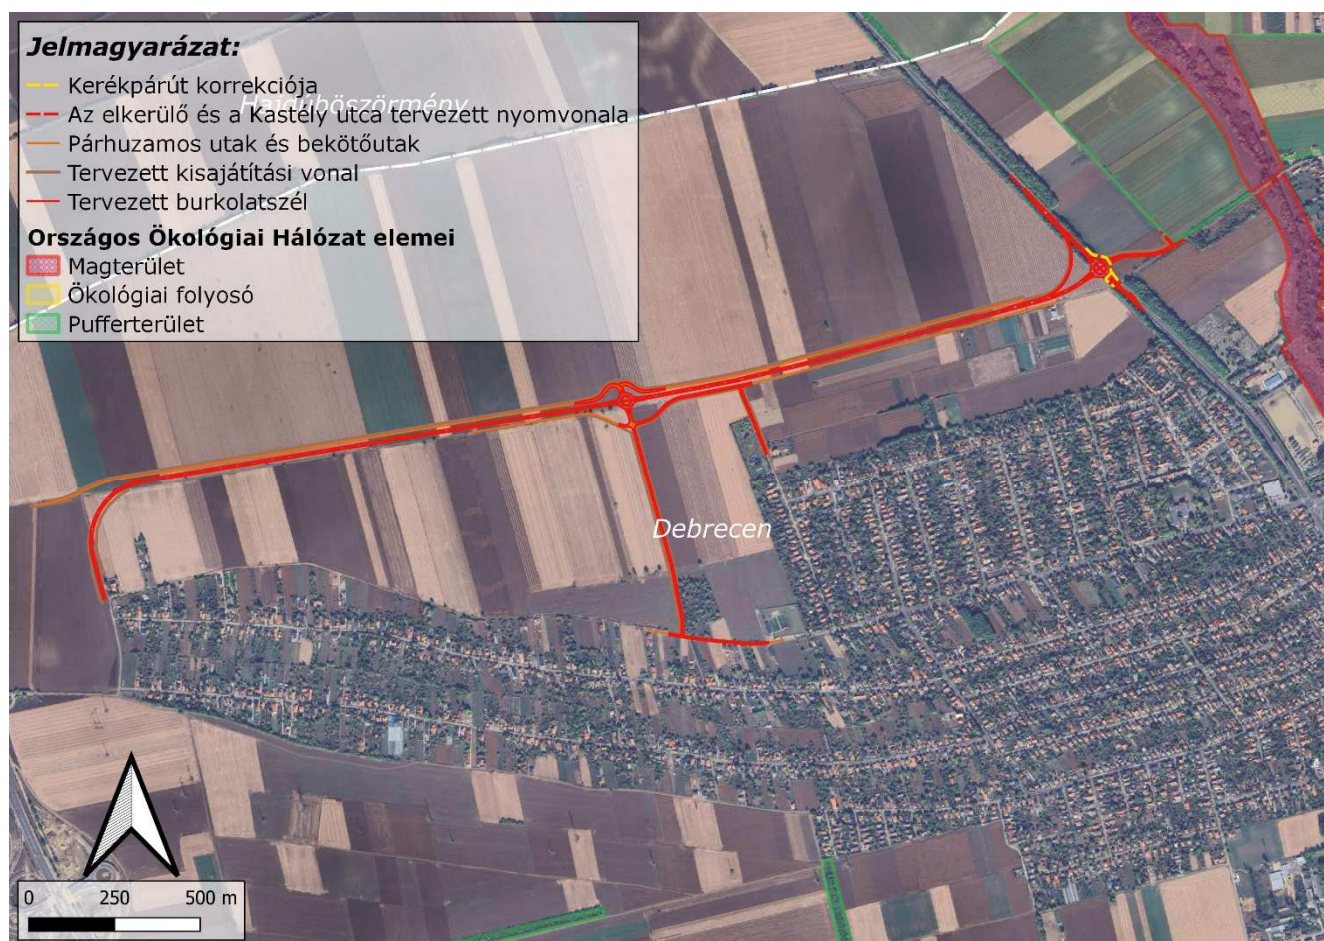 Jelmagyarázat:
Kerékpárút korrekciója
Hajdúböszörmény
Az elkerülő és a Kastély utca tervezett nyomvonala
Párhuzamos utak és bekötőutak
Tervezett kisajátítási vonal
Tervezett burkolatszél
Országos Ökológiai Hálózat elemei
Magterület
Ökológiai folyosó
Pufferterület
Debrecen
0 250 500 m